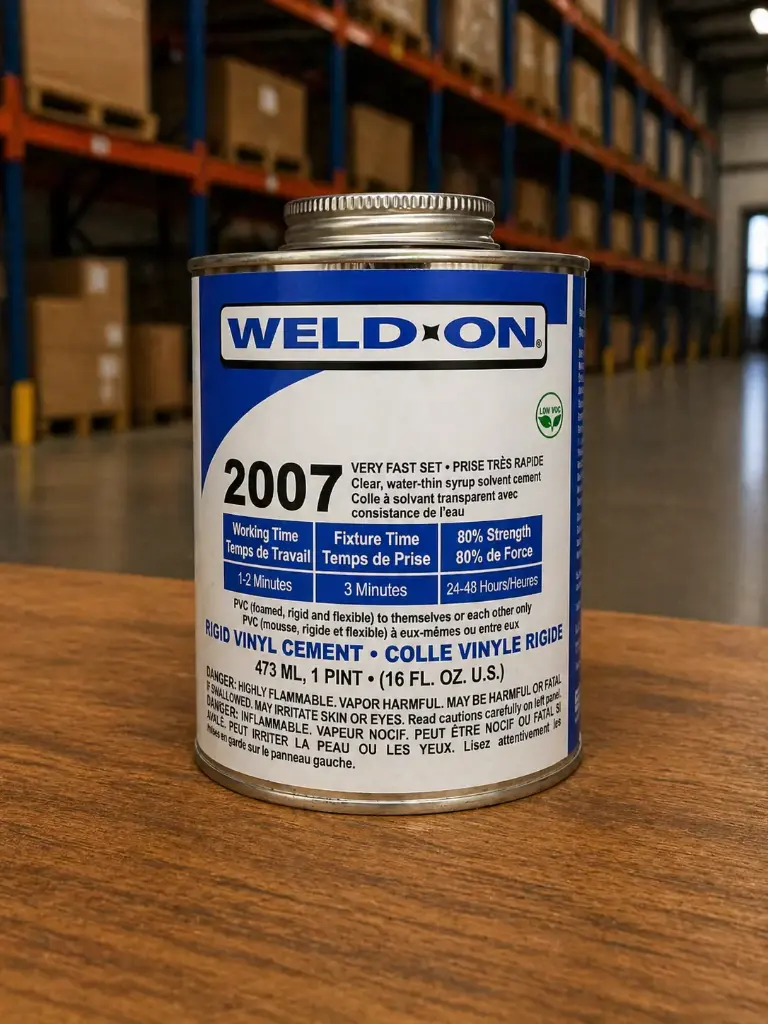 WELD-ON®
LOW VOC
2007
VERY FAST SET • PRISE TRÈS RAPIDE
Clear, water-thin syrup solvent cement
Colle à solvant transparent avec
consistance de l'eau
Working Time
Temps de Travail
Fixture Time
Temps de Prise
80% Strength
80% de Force
1-2 Minutes
3 Minutes
24-48 Hours/Heures
PVC (foamed, rigid and flexible) to themselves or each other only
PVC (mousse, rigide et flexible) à eux-mêmes ou entre eux
RIGID VINYL CEMENT • COLLE VINYLE RIGIDE
473 ML, 1 PINT • (16 FL. OZ. U.S.)
DANGER: HIGHLY FLAMMABLE. VAPOR HARMFUL. MAY BE HARMFUL OR FATAL
IF SWALLOWED. MAY IRRITATE SKIN OR EYES. Read cautions carefully on left panel.
DANGER: INFLAMMABLE. VAPEUR NOCIF. PEUT ÊTRE NOCIF OU FATAL SI
AVALÉ. PEUT IRRITER LA PEAU OU LES YEUX. Lisez attentivement les
mises en garde sur le panneau gauche.